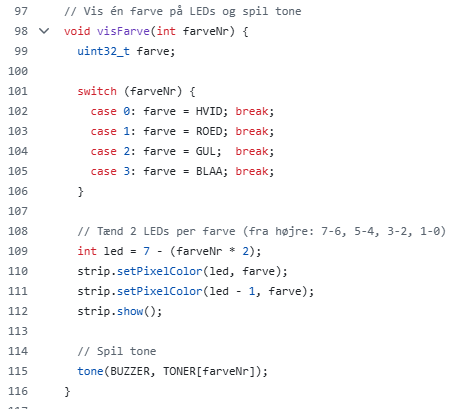 97 // Vis én farve på LEDs og spil tone
98 void visFarve(int farveNr) {
99 uint32_t farve;
100
101 switch (farveNr) {
102 case 0: farve = HVID; break;
103 case 1: farve = ROED; break;
104 case 2: farve = GUL;  break;
105 case 3: farve = BLAA; break;
106 }
107
108 // Tænd 2 LEDs per farve (fra højre: 7-6, 5-4, 3-2, 1-0)
109 int led = 7 - (farveNr * 2);
110 strip.setPixelColor(led, farve);
111 strip.setPixelColor(led - 1, farve);
112 strip.show();
113
114 // Spil tone
115 tone(BUZZER, TONER[farveNr]);
116 }